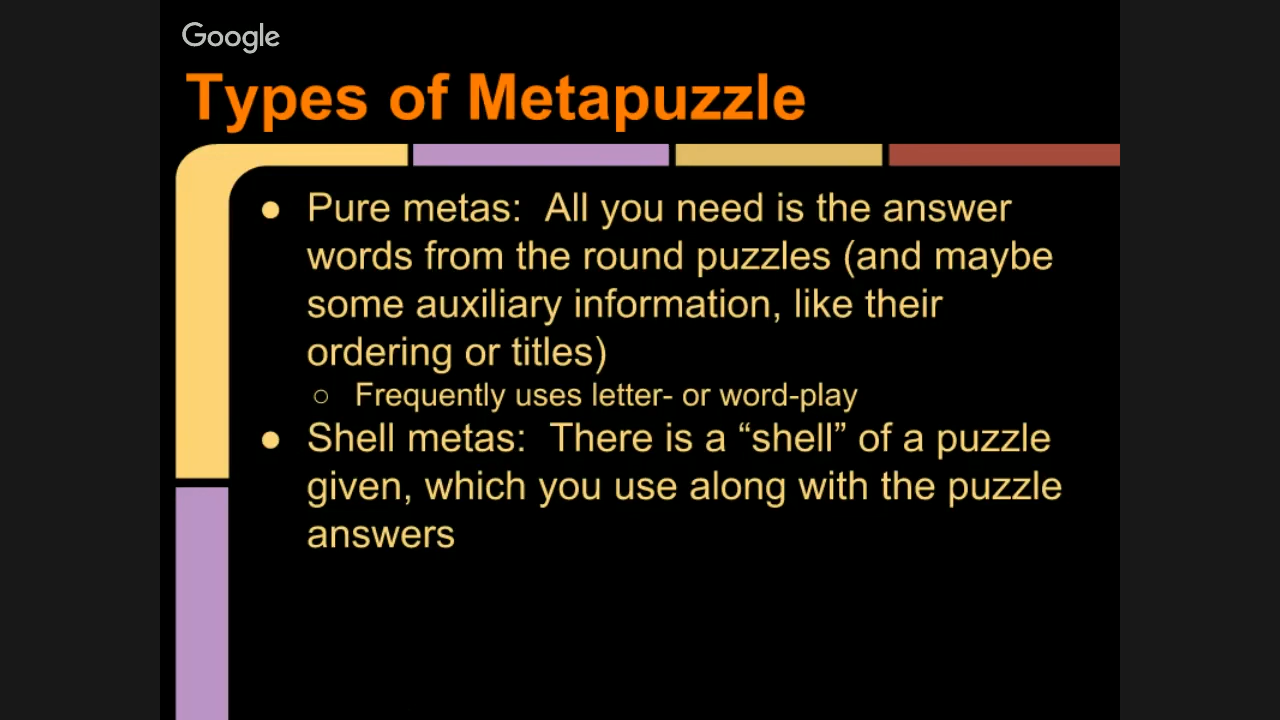 Google
Types of Metapuzzle
● Pure metas:  All you need is the answer
words from the round puzzles (and maybe
some auxiliary information, like their
ordering or titles)
○ Frequently uses letter- or word-play
● Shell metas:  There is a “shell” of a puzzle
given, which you use along with the puzzle
answers